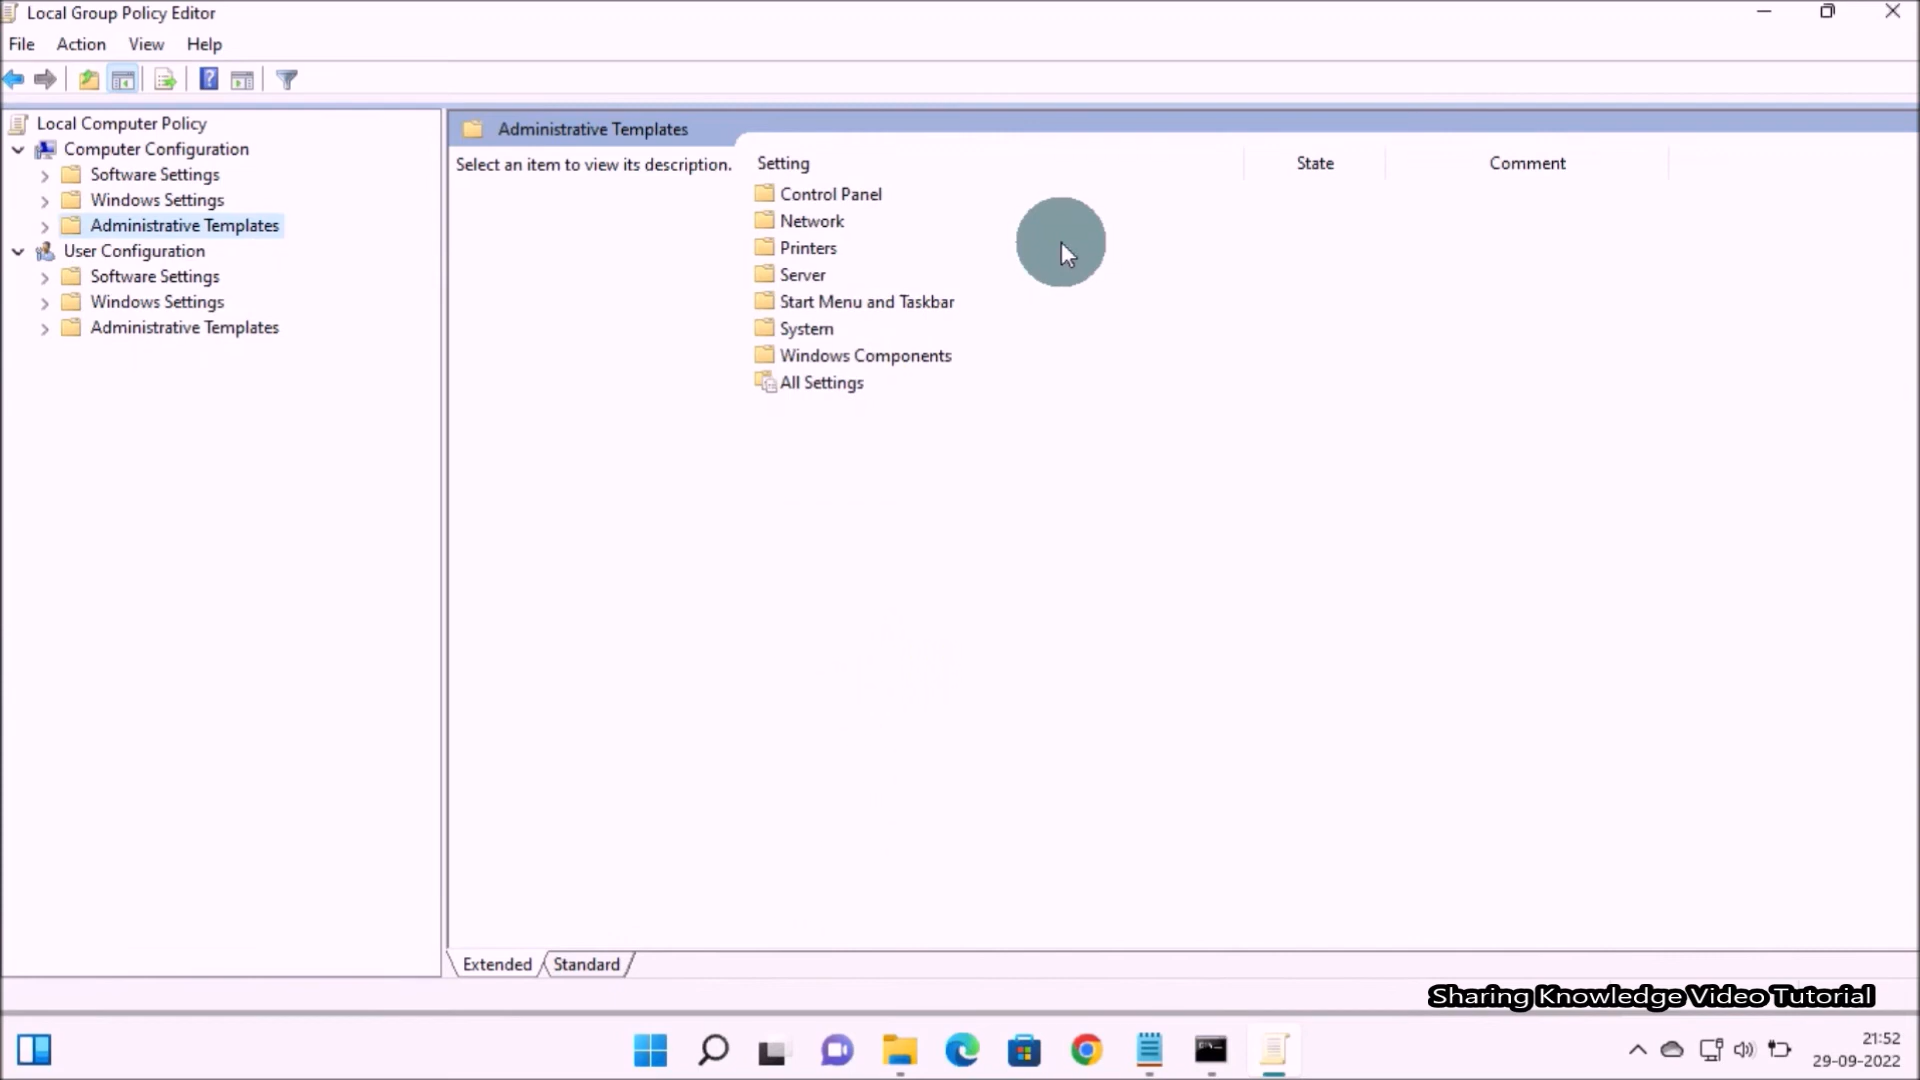 Local Group Policy Editor
File Action View Help
Local Computer Policy
Computer Configuration
Software Settings
Windows Settings
Administrative Templates
User Configuration
Software Settings
Windows Settings
Administrative Templates
Administrative Templates
Select an item to view its description.
Setting State Comment
Control Panel
Network
Printers
Server
Start Menu and Taskbar
System
Windows Components
All Settings
Extended Standard
Sharing Knowledge Video Tutorial
21:52
29-09-2022